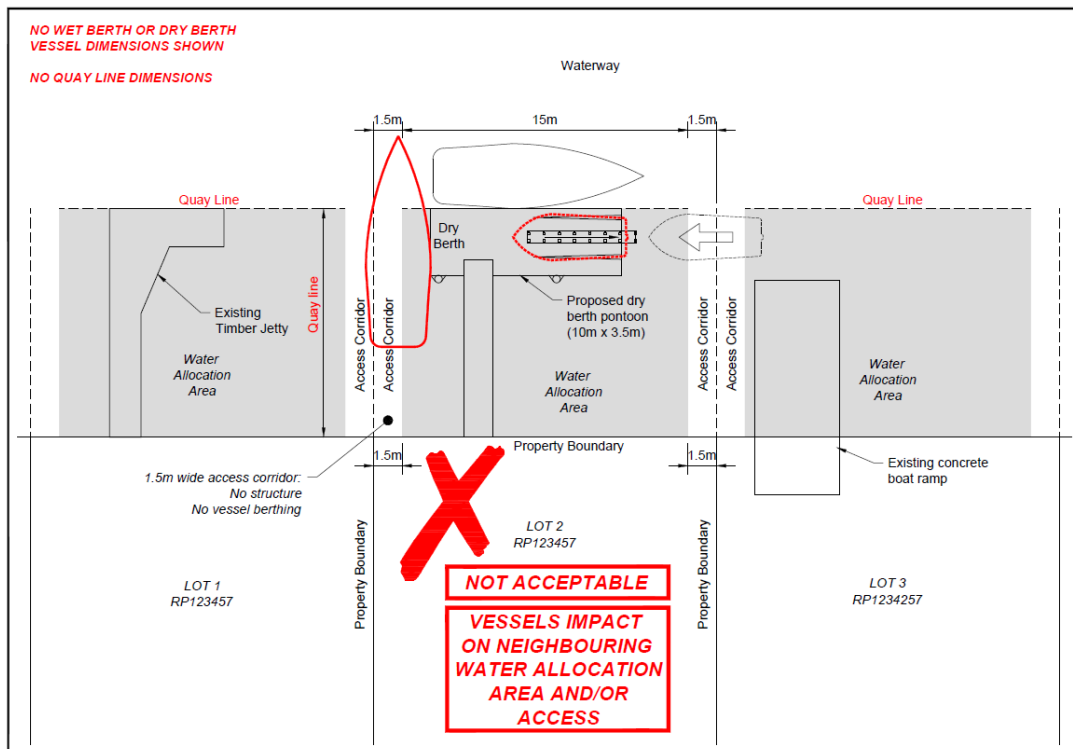 NO WET BERTH OR DRY BERTH
VESSEL DIMENSIONS SHOWN
NO QUAY LINE DIMENSIONS
Waterway
1.5m
15m
1.5m
Quay Line
Quay Line
Dry
Berth
Existing
Timber Jetty
Quay line
Access Corridor
Access Corridor
Proposed dry
berth pontoon
(10m x 3.5m)
Access Corridor
Access Corridor
Water
Allocation
Area
Water
Allocation
Area
Water
Allocation
Area
Property Boundary
1.5m
1.5m
1.5m wide access corridor:
No structure
No vessel berthing
Existing concrete
boat ramp
Property Boundary
Property Boundary
LOT 1
RP123457
LOT 2
RP123457
LOT 3
RP1234257
NOT ACCEPTABLE
VESSELS IMPACT
ON NEIGHBOURING
WATER ALLOCATION
AREA AND/OR
ACCESS